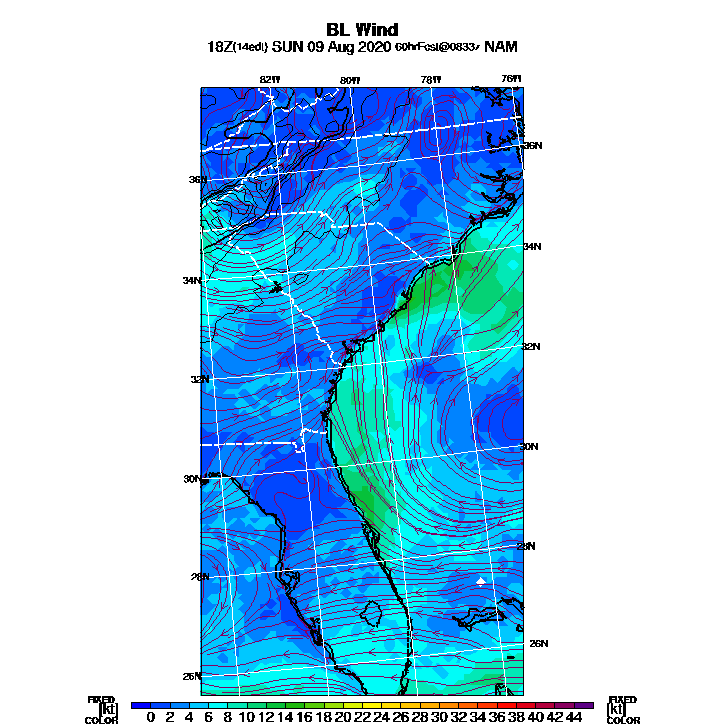 BL Wind
18Z(14edt) SUN 09 Aug 2020 60hrFcst@0833z NAM
82W 80W 78W 76W
36N 36N
34N 34N
32N 32N
30N 30N
28N 28N
26N 26N
FIXED FIXED
[kt] 0 2 4 6 8 10 12 14 16 18 20 22 24 26 28 30 32 34 36 38 40 42 44 [kt]
COLOR COLOR